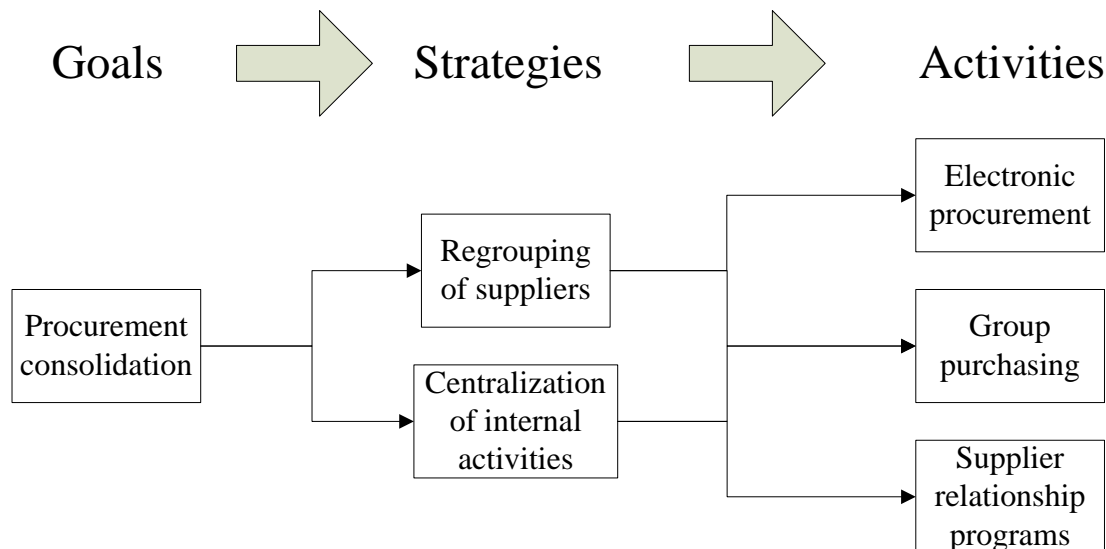 Goals
Strategies
Activities
Procurement
consolidation
Regrouping
of suppliers
Centralization
of internal
activities
Electronic
procurement
Group
purchasing
Supplier
relationship
programs